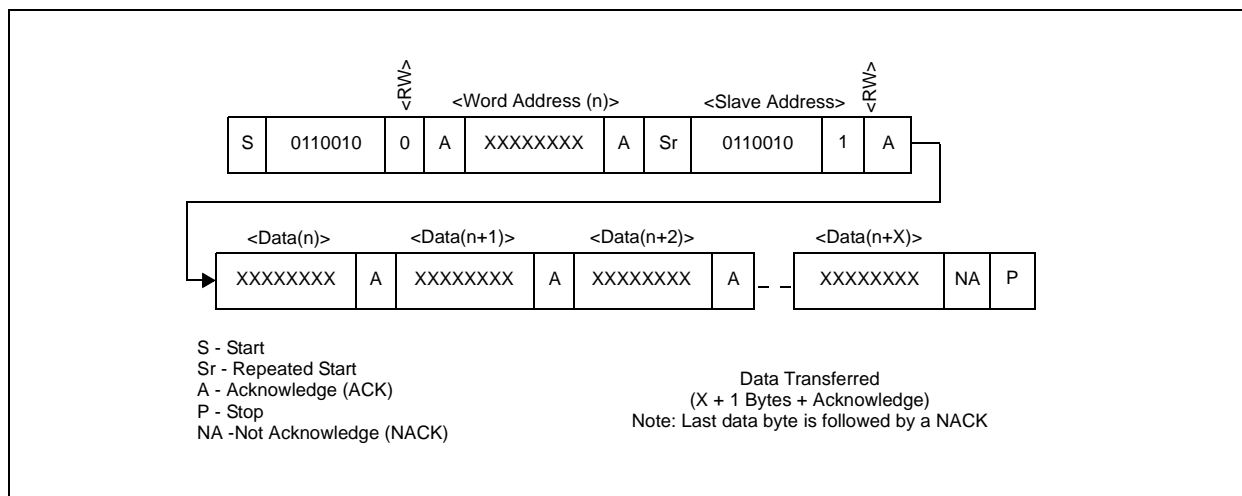 <RW> <Word Address (n)> <Slave Address> <RW>
S 0110010 0 A XXXXXXXX A Sr 0110010 1 A
<Data(n)> <Data(n+1)> <Data(n+2)> <Data(n+X)>
XXXXXXXX A XXXXXXXX A XXXXXXXX A XXXXXXXX NA P
S - Start
Sr - Repeated Start
A - Acknowledge (ACK)
P - Stop
NA -Not Acknowledge (NACK)
Data Transferred
(X + 1 Bytes + Acknowledge)
Note: Last data byte is followed by a NACK